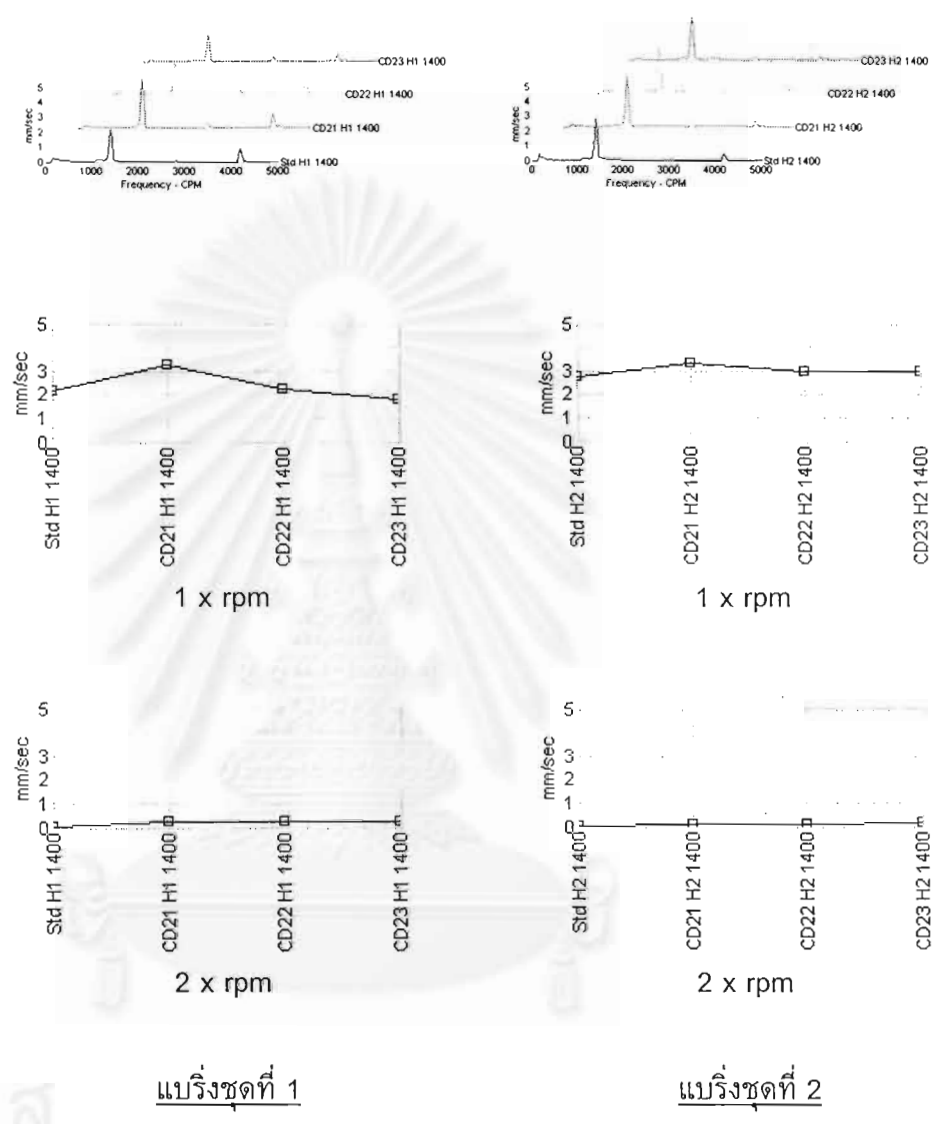 CD23 H1 1400
CD22 H1 1400
CD21 H1 1400
Std H1 1400
5
4
3
2
1
0
mm/sec
0 1000 2000 3000 4000 5000
Frequency - CPM
CD23 H2 1400
CD22 H2 1400
CD21 H2 1400
Std H2 1400
5
4
3
2
1
0
mm/sec
0 1000 2000 3000 4000 5000
Frequency - CPM
5
3
2
1
0
mm/sec
Std H1 1400
CD21 H1 1400
CD22 H1 1400
CD23 H1 1400
1 x rpm
5
3
2
1
0
mm/sec
Std H2 1400
CD21 H2 1400
CD22 H2 1400
CD23 H2 1400
1 x rpm
5
3
2
1
0
mm/sec
Std H1 1400
CD21 H1 1400
CD22 H1 1400
CD23 H1 1400
2 x rpm
5
3
2
1
0
mm/sec
Std H2 1400
CD21 H2 1400
CD22 H2 1400
CD23 H2 1400
2 x rpm
แบริ่งชุดที่ 1
แบริ่งชุดที่ 2